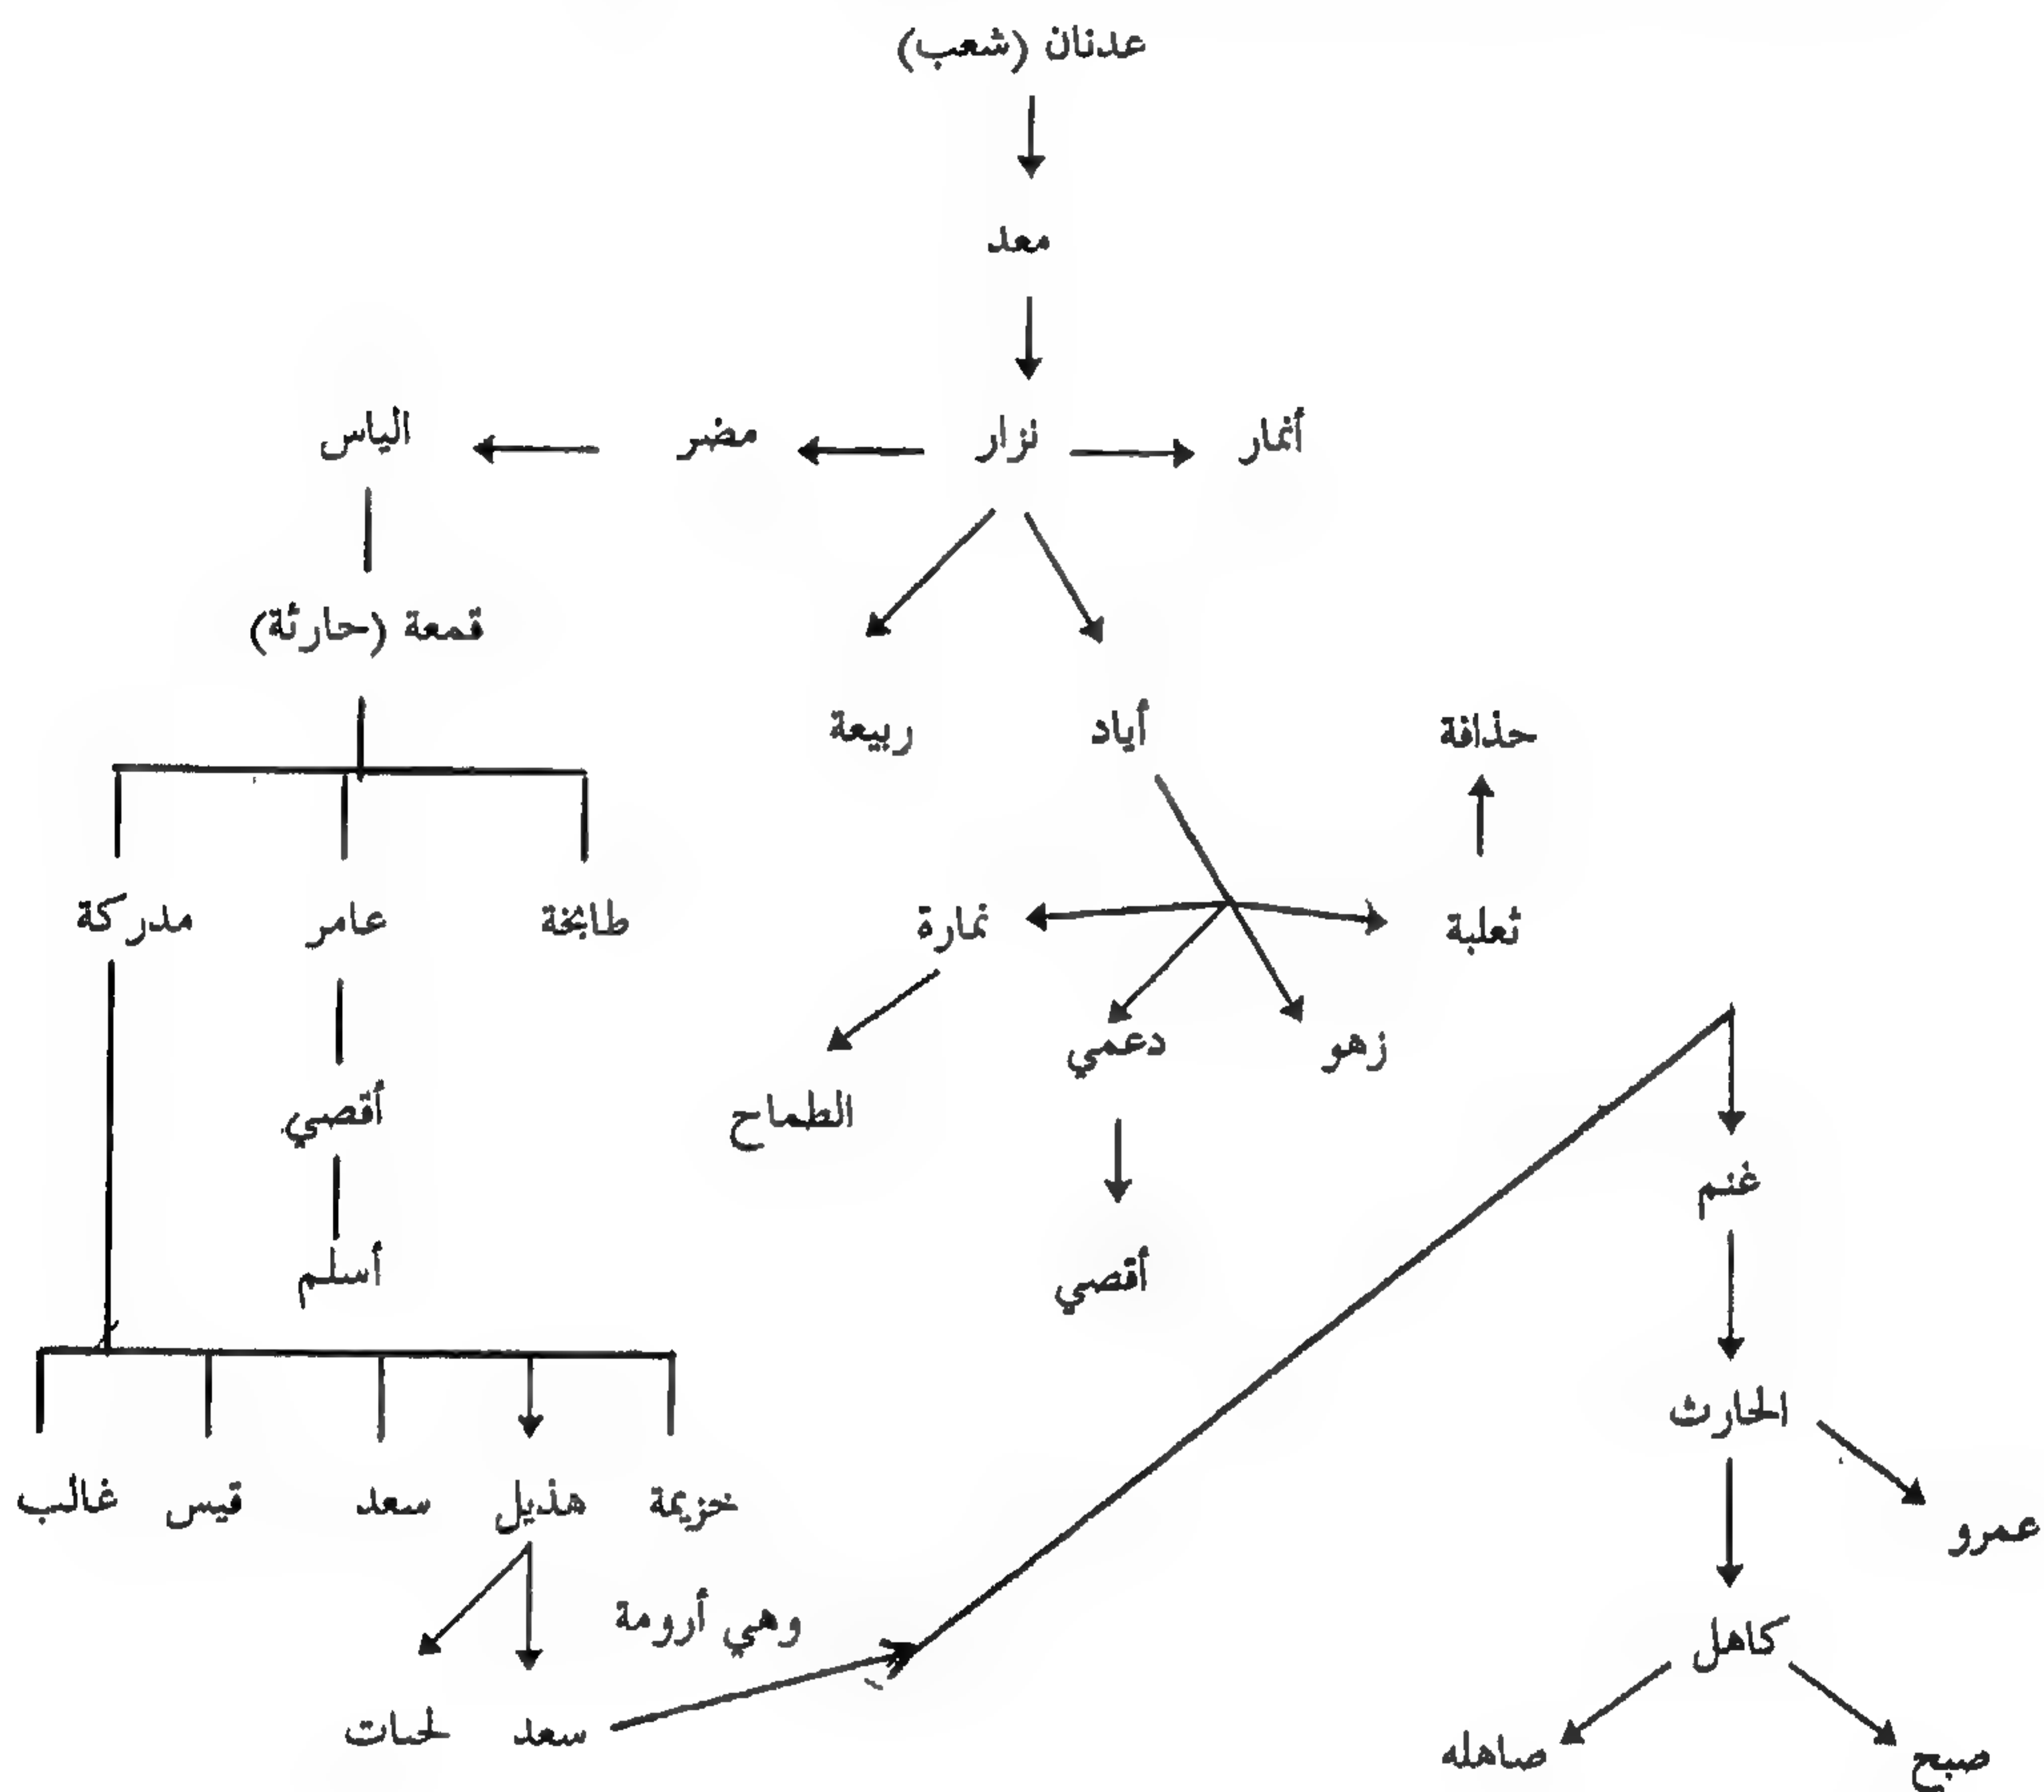 عدنان (شعب)
معد
أنمار
نزار
مضر
الياس
قمعة (حارثة)
حذافة
أياد
ربيعة
ثعلبة
نمارة
طابخة
عامر
مدركة
زهو
دعمي
الطماح
أقصي
غنم
أقصي
أسلم
الحارث
عمرو
خزيمة
هذيل
سعد
قيس
غالب
وهي أرومة
كاهل
سعد
صبح
صاهله